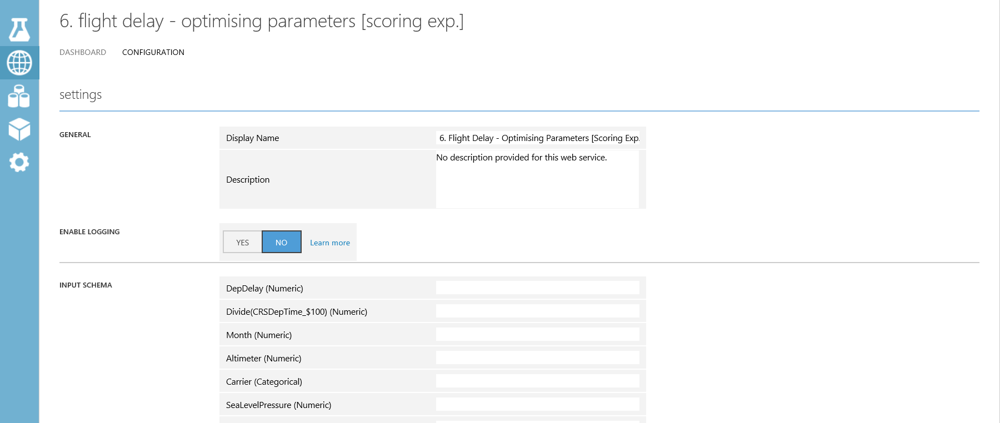 6. flight delay - optimising parameters [scoring exp.]
DASHBOARD CONFIGURATION
settings
GENERAL
Display Name 6. Flight Delay - Optimising Parameters [Scoring Exp.
Description No description provided for this web service.
ENABLE LOGGING
YES NO Learn more
INPUT SCHEMA
DepDelay (Numeric)
Divide(CRSDepTime_$100) (Numeric)
Month (Numeric)
Altimeter (Numeric)
Carrier (Categorical)
SeaLevelPressure (Numeric)